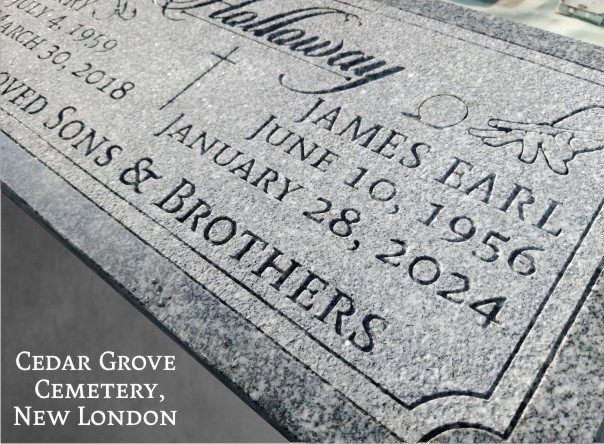 Holloway
JULY 4, 1959
MARCH 30, 2018
JAMES EARL
JUNE 10, 1956
JANUARY 28, 2024
SONS & BROTHERS
CEDAR GROVE
CEMETERY,
NEW LONDON